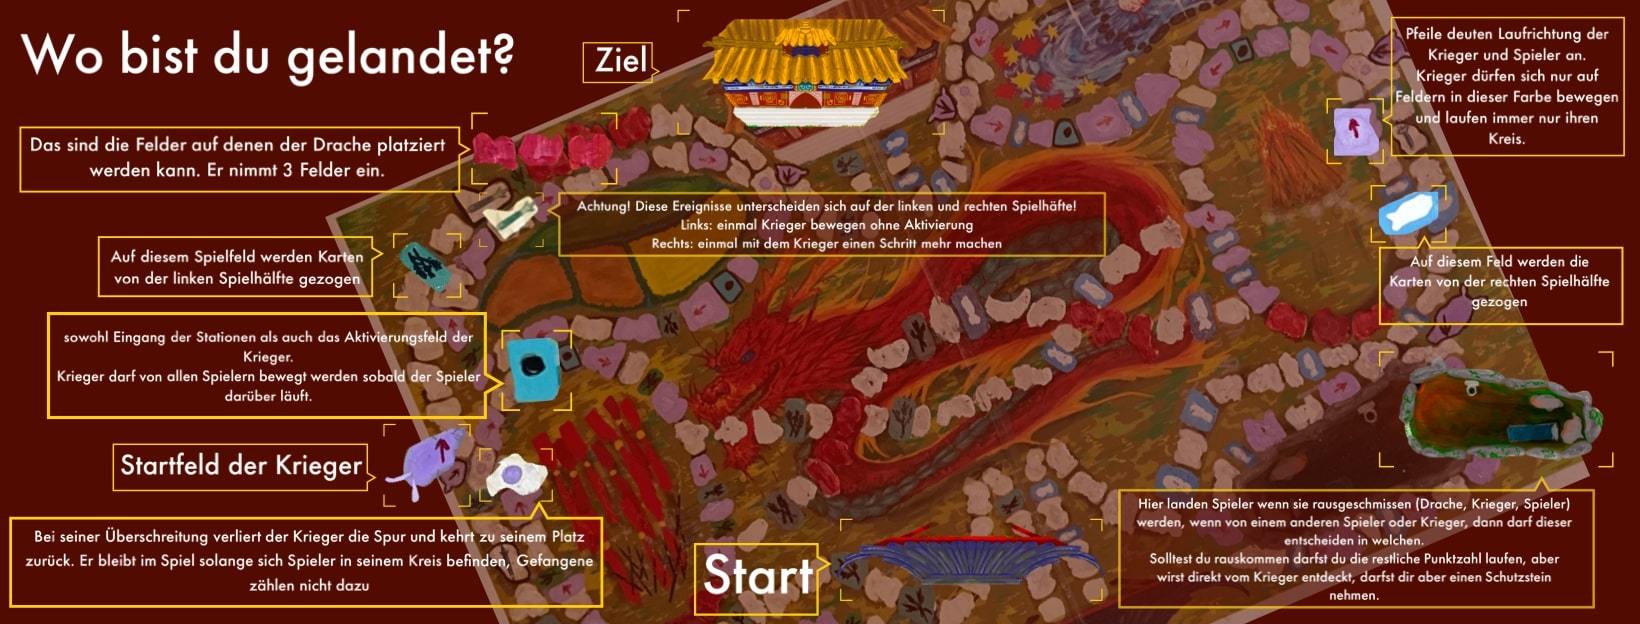 Wo bist du gelandet?
Ziel
Pfeile deuten Laufrichtung der
Krieger und Spieler an.
Krieger dürfen sich nur auf
Feldern in dieser Farbe bewegen
und laufen immer nur ihren
Kreis.
Das sind die Felder auf denen der Drache platziert
werden kann. Er nimmt 3 Felder ein.
Achtung! Diese Ereignisse unterscheiden sich auf der linken und rechten Spielhäfte!
Links: einmal Krieger bewegen ohne Aktivierung
Rechts: einmal mit dem Krieger einen Schritt mehr machen
Auf diesem Spielfeld werden Karten
von der linken Spielhälfte gezogen
Auf diesem Feld werden die
Karten von der rechten Spielhälfte
gezogen
sowohl Eingang der Stationen als auch das Aktivierungsfeld der
Krieger.
Krieger darf von allen Spielern bewegt werden sobald der Spieler
darüber läuft.
Startfeld der Krieger
Bei seiner Überschreitung verliert der Krieger die Spur und kehrt zu seinem Platz
zurück. Er bleibt im Spiel solange sich Spieler in seinem Kreis befinden, Gefangene
zählen nicht dazu
Start
Hier landen Spieler wenn sie rausgeschmissen (Drache, Krieger, Spieler)
werden, wenn von einem anderen Spieler oder Krieger, dann darf dieser
entscheiden in welchen.
Solltest du rauskommen darfst du die restliche Punktzahl laufen, aber
wirst direkt vom Krieger entdeckt, darfst dir aber einen Schutzstein
nehmen.